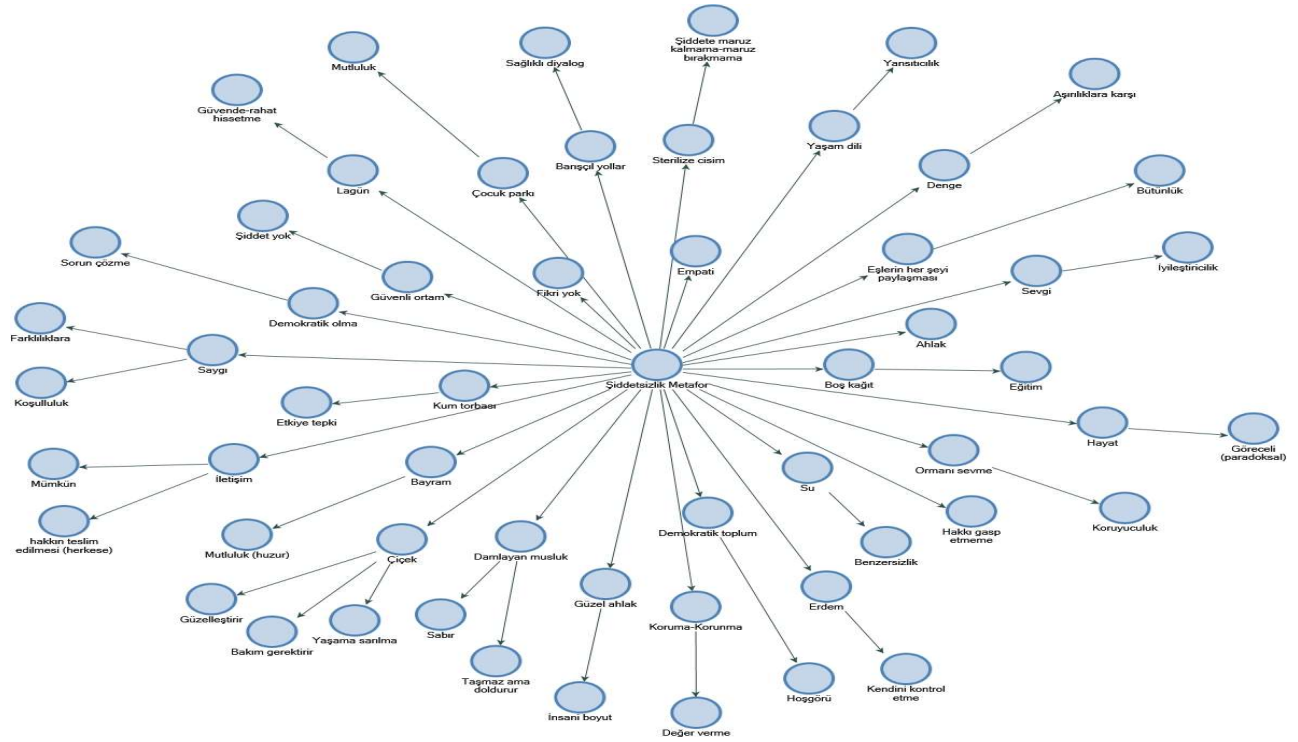 Şiddete maruz
kalmama-maruz
bırakmama
Mutluluk
Sağlıklı diyalog
Yansıtıcılık
Aşırılıklara karşı
Güvende-rahat
hissetme
Barışçıl yollar
Sterilize cisim
Yaşam dili
Lagün
Çocuk parkı
Denge
Bütünlük
Şiddet yok
Sorun çözme
Empati
Eşlerin her şeyi
paylaşması
İyileştiricilik
Güvenli ortam
Fikri yok
Sevgi
Demokratik olma
Farklılıklara
Ahlak
Saygı
Şiddetsizlik Metafor
Boş kağıt
Eğitim
Koşulluluk
Kum torbası
Etkiye tepki
Hayat
Göreceli
(paradoksal)
Mümkün
İletişim
Bayram
Su
Ormanı sevme
Koruyuculuk
hakkın teslim
edilmesi (herkese)
Mutluluk (huzur)
Çiçek
Damlayan musluk
Demokratik toplum
Hakkı gasp
etmeme
Benzersizlik
Güzelleştirir
Bakım gerektirir
Yaşama sarılma
Sabır
Güzel ahlak
Koruma-Korunma
Erdem
Taşmaz ama
doldurur
İnsani boyut
Değer verme
Hoşgörü
Kendini kontrol
etme